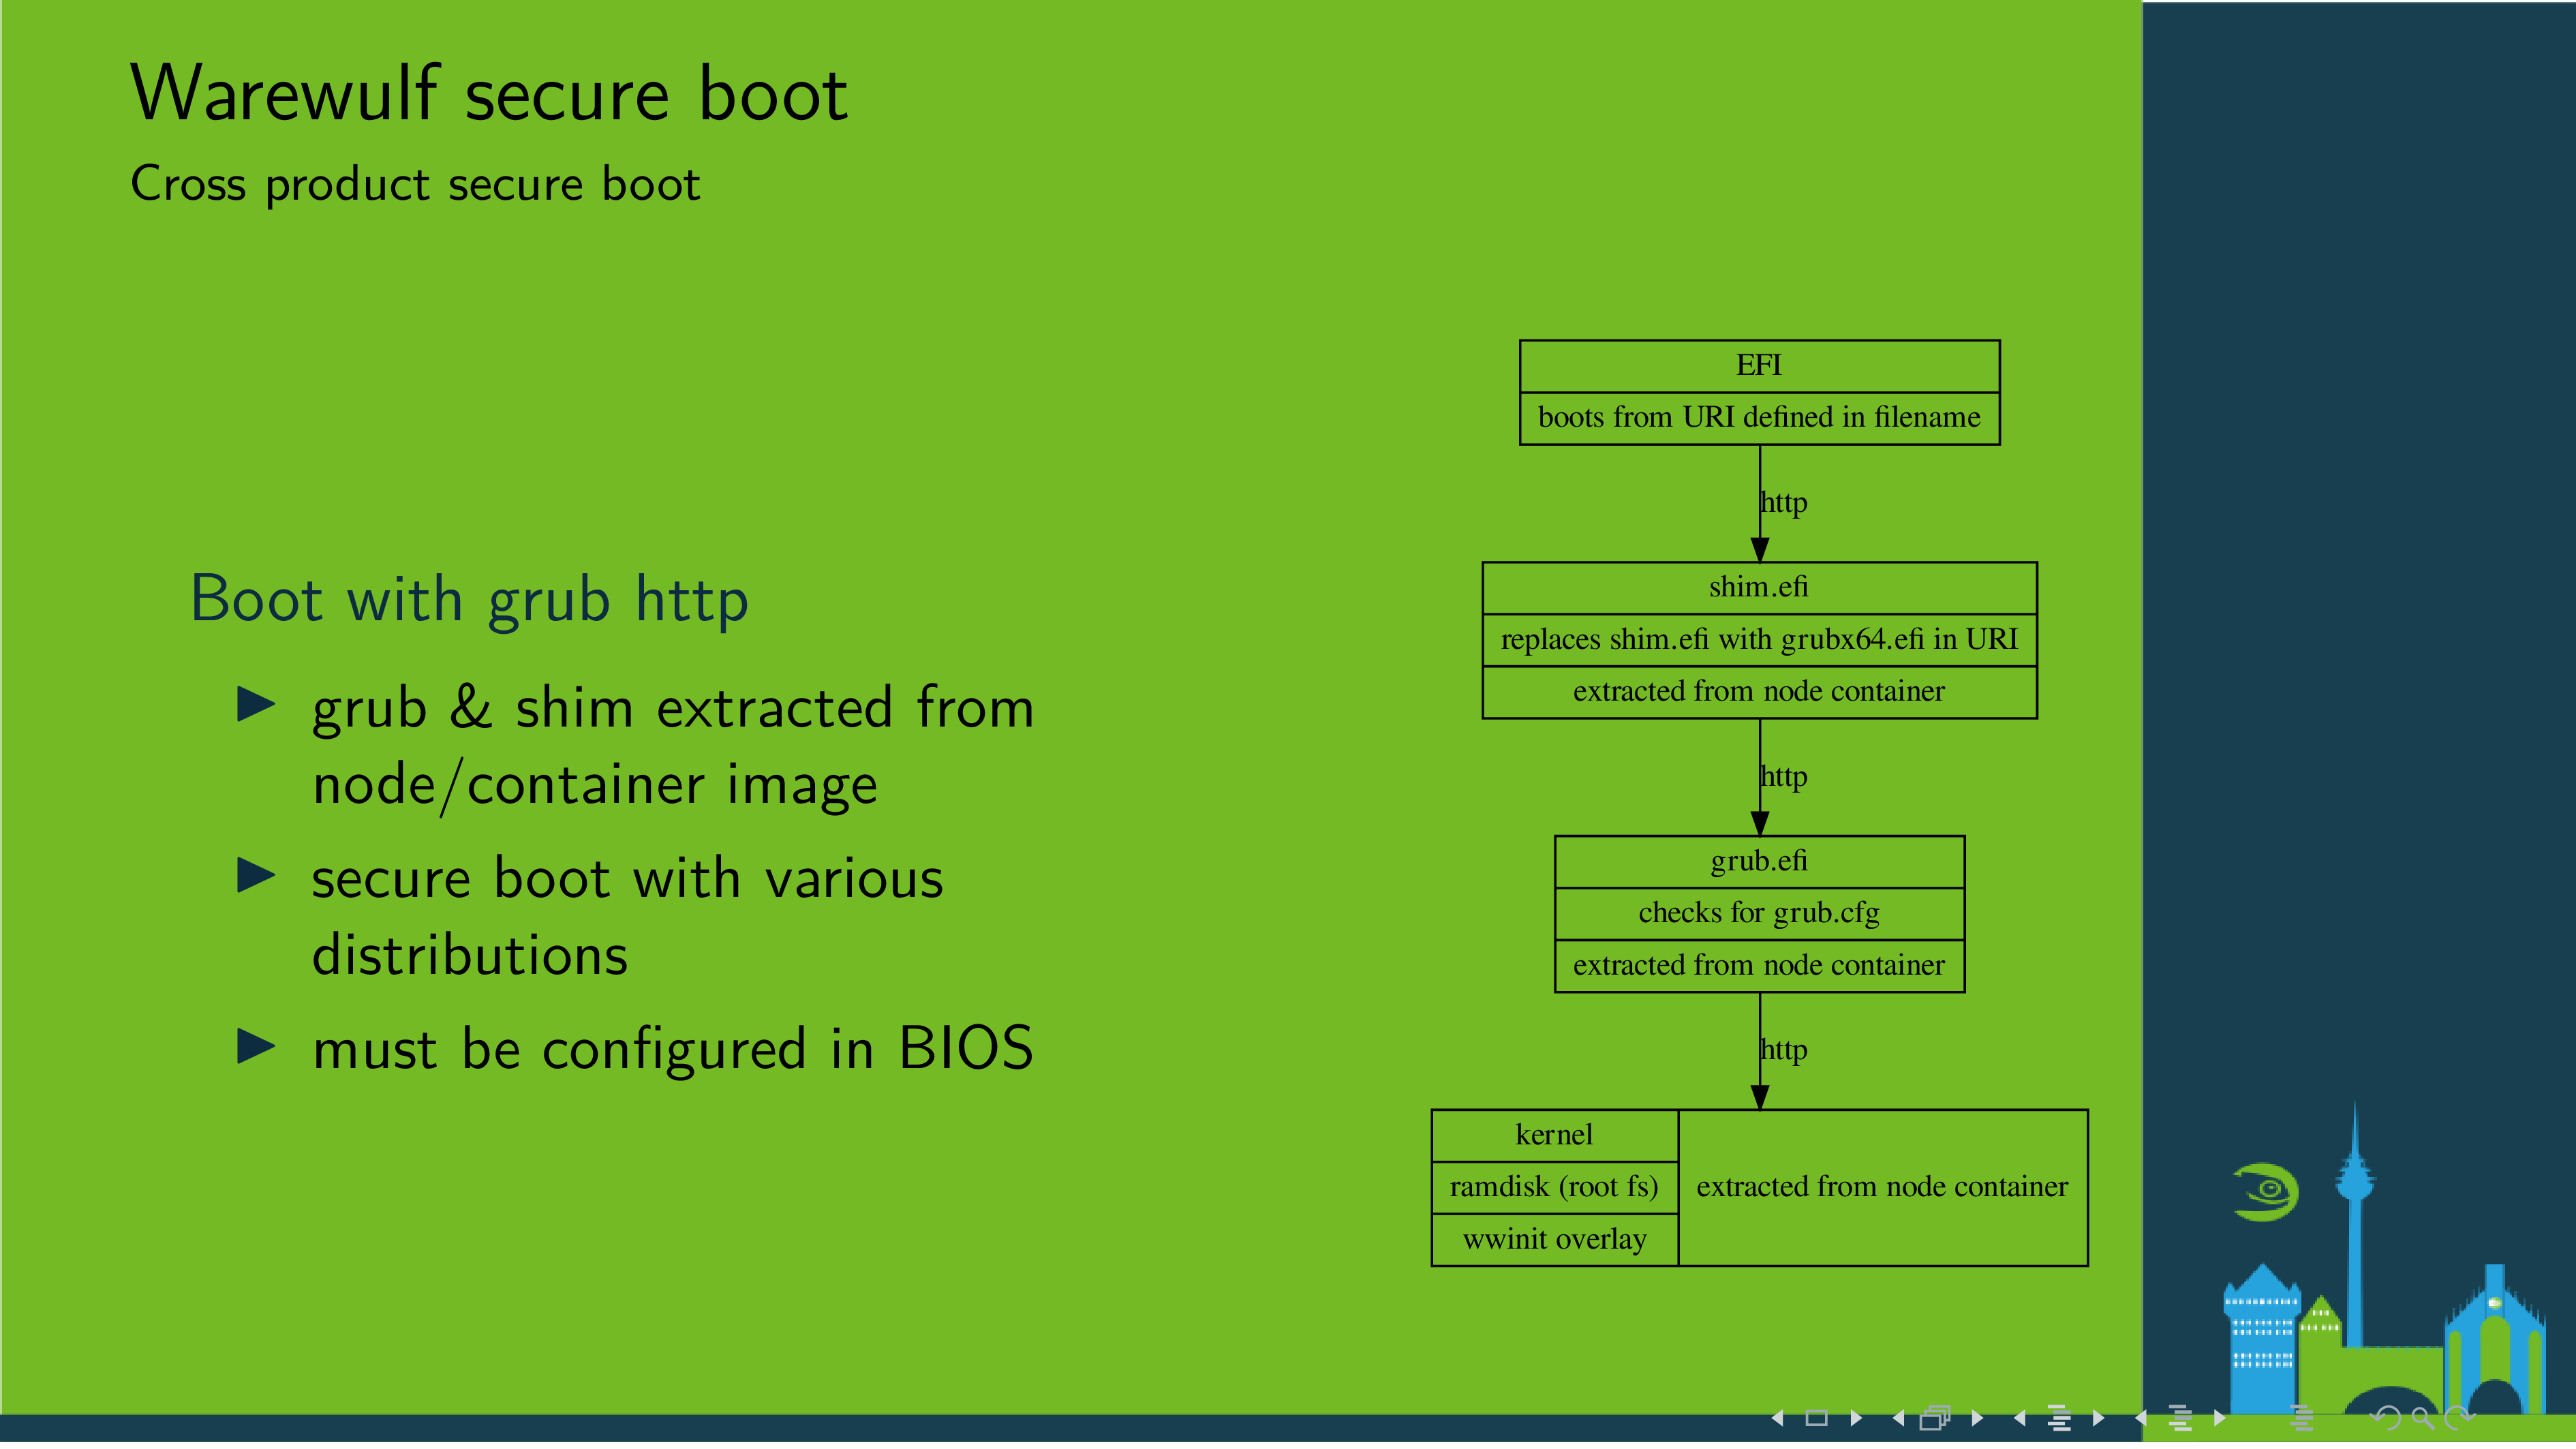 Warewulf secure boot
Cross product secure boot
Boot with grub http
grub & shim extracted from
node/container image
secure boot with various
distributions
must be configured in BIOS
EFI
boots from URI defined in filename
http
shim.efi
replaces shim.efi with grubx64.efi in URI
extracted from node container
http
grub.efi
checks for grub.cfg
extracted from node container
http
kernel
ramdisk (root fs)
wwinit overlay
extracted from node container